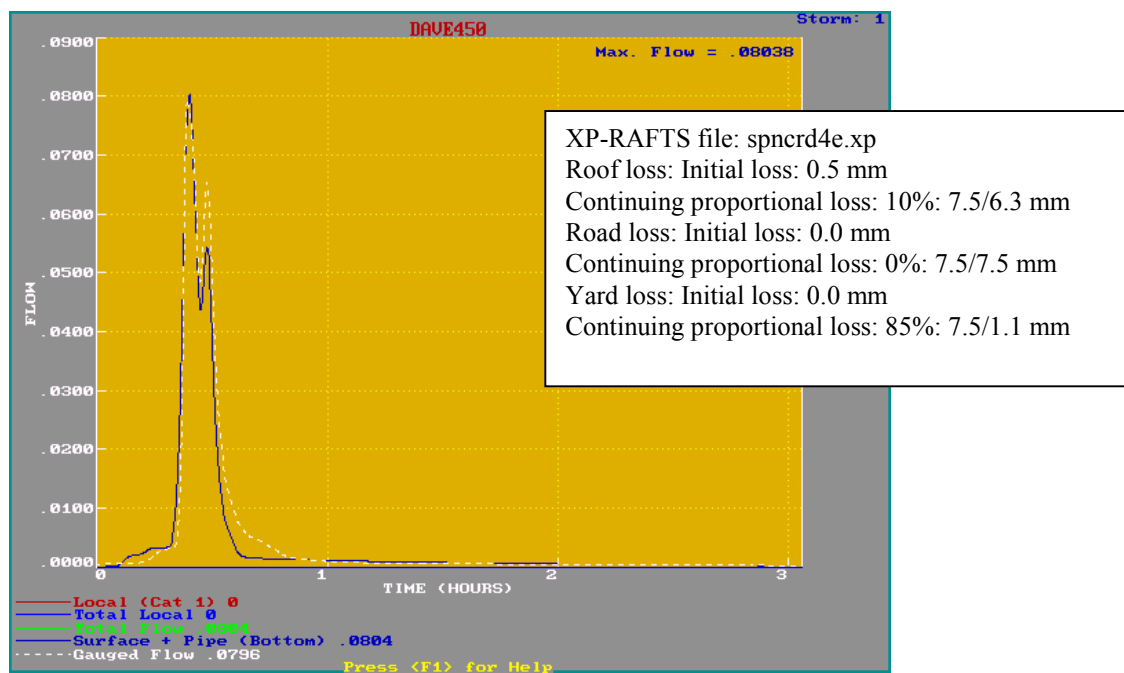 Storm: 1
DAVE450
Max. Flow = .08038
.0900
.0800
.0700
.0600
.0500
.0400
.0300
.0200
.0100
.0000
FLOW
0
1
2
3
TIME (HOURS)
XP-RAFTS file: spncrd4e.xp
Roof loss: Initial loss: 0.5 mm
Continuing proportional loss: 10%: 7.5/6.3 mm
Road loss: Initial loss: 0.0 mm
Continuing proportional loss: 0%: 7.5/7.5 mm
Yard loss: Initial loss: 0.0 mm
Continuing proportional loss: 85%: 7.5/1.1 mm
Local (Cat 1) 0
Total Local 0
Total Flow .0804
Surface + Pipe (Bottom) .0804
Gauged Flow .0796
Press <F1> for Help